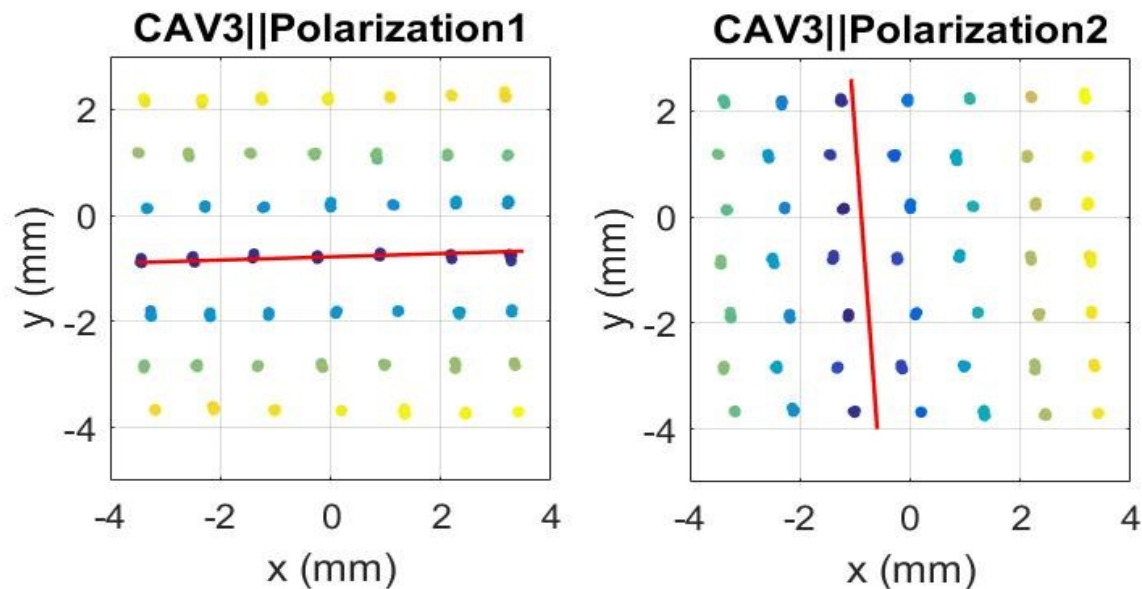 CAV3||Polarization1
2
0
-2
-4
y (mm)
-4 -2 0 2 4
x (mm)
CAV3||Polarization2
2
0
-2
-4
y (mm)
-4 -2 0 2 4
x (mm)